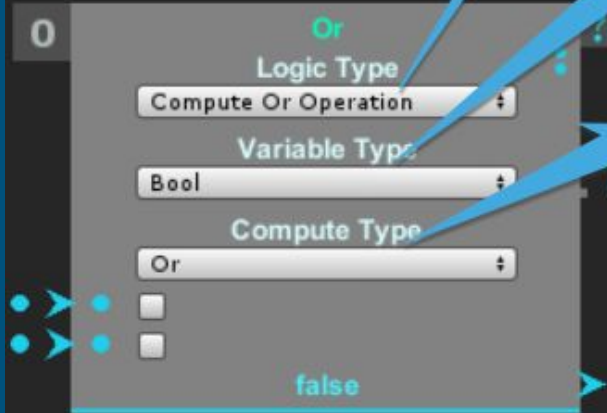 0
Or
?
Logic Type
Compute Or Operation
Variable Type
Bool
Compute Type
Or
false